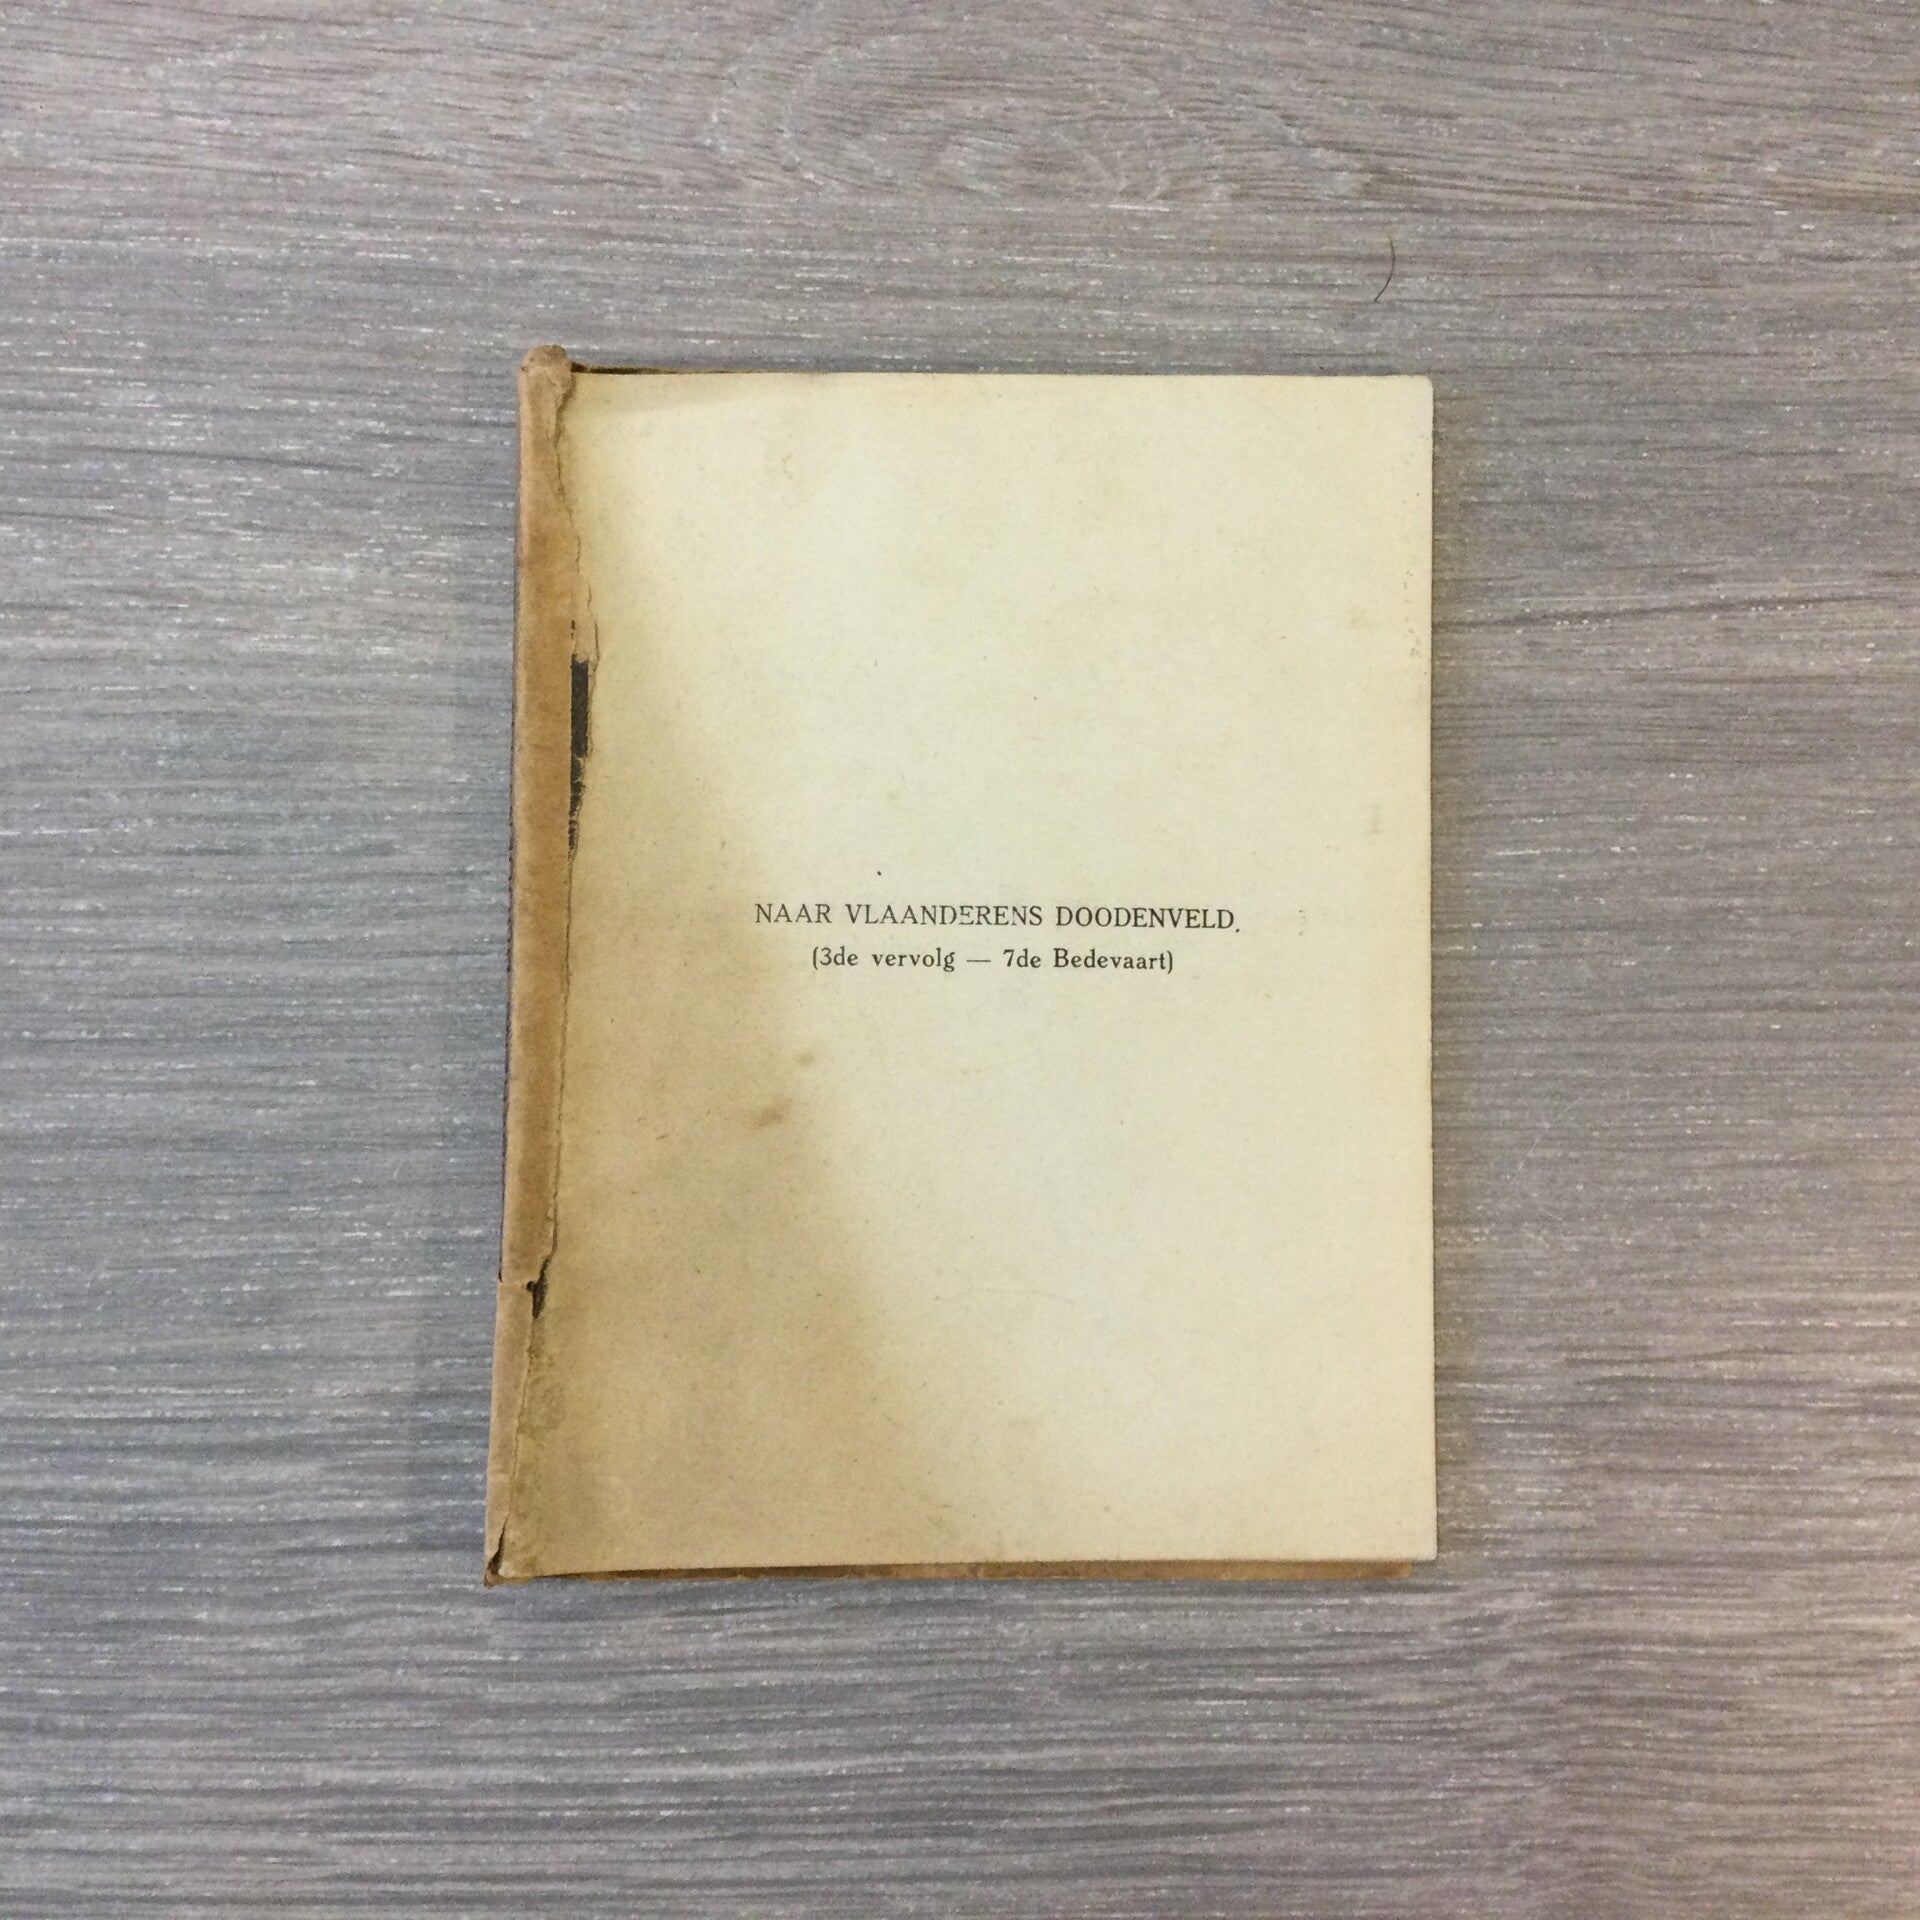 NAAR VLAANDERENS DOODENVELD.
(3de vervolg — 7de Bedevaart)